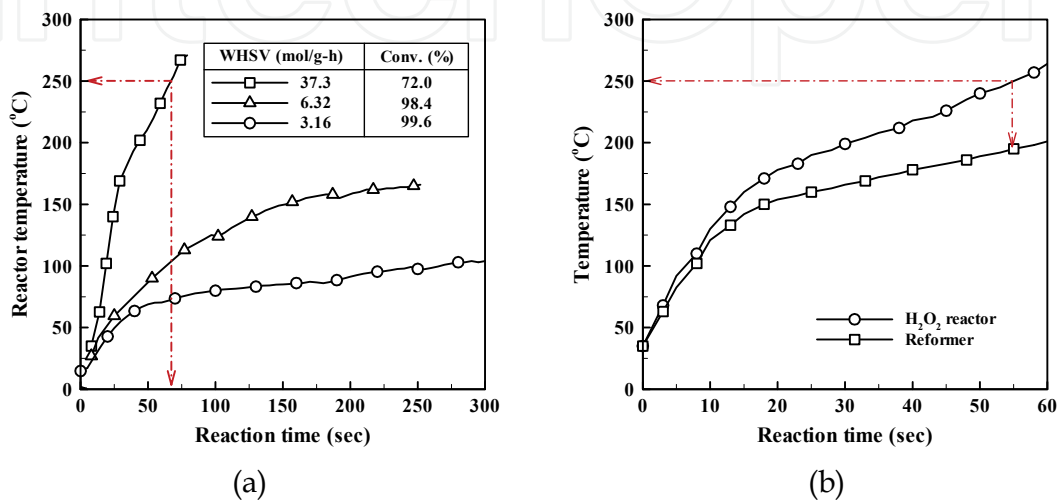 300
250
200
150
100
50
0
Reactor temperature (°C)
WHSV (mol/g-h) Conv. (%)
37.3 72.0
6.32 98.4
3.16 99.6
0 50 100 150 200 250 300
Reaction time (sec)
(a)
300
250
200
150
100
50
0
Temperature (°C)
H₂O₂ reactor
Reformer
0 10 20 30 40 50 60
Reaction time (sec)
(b)